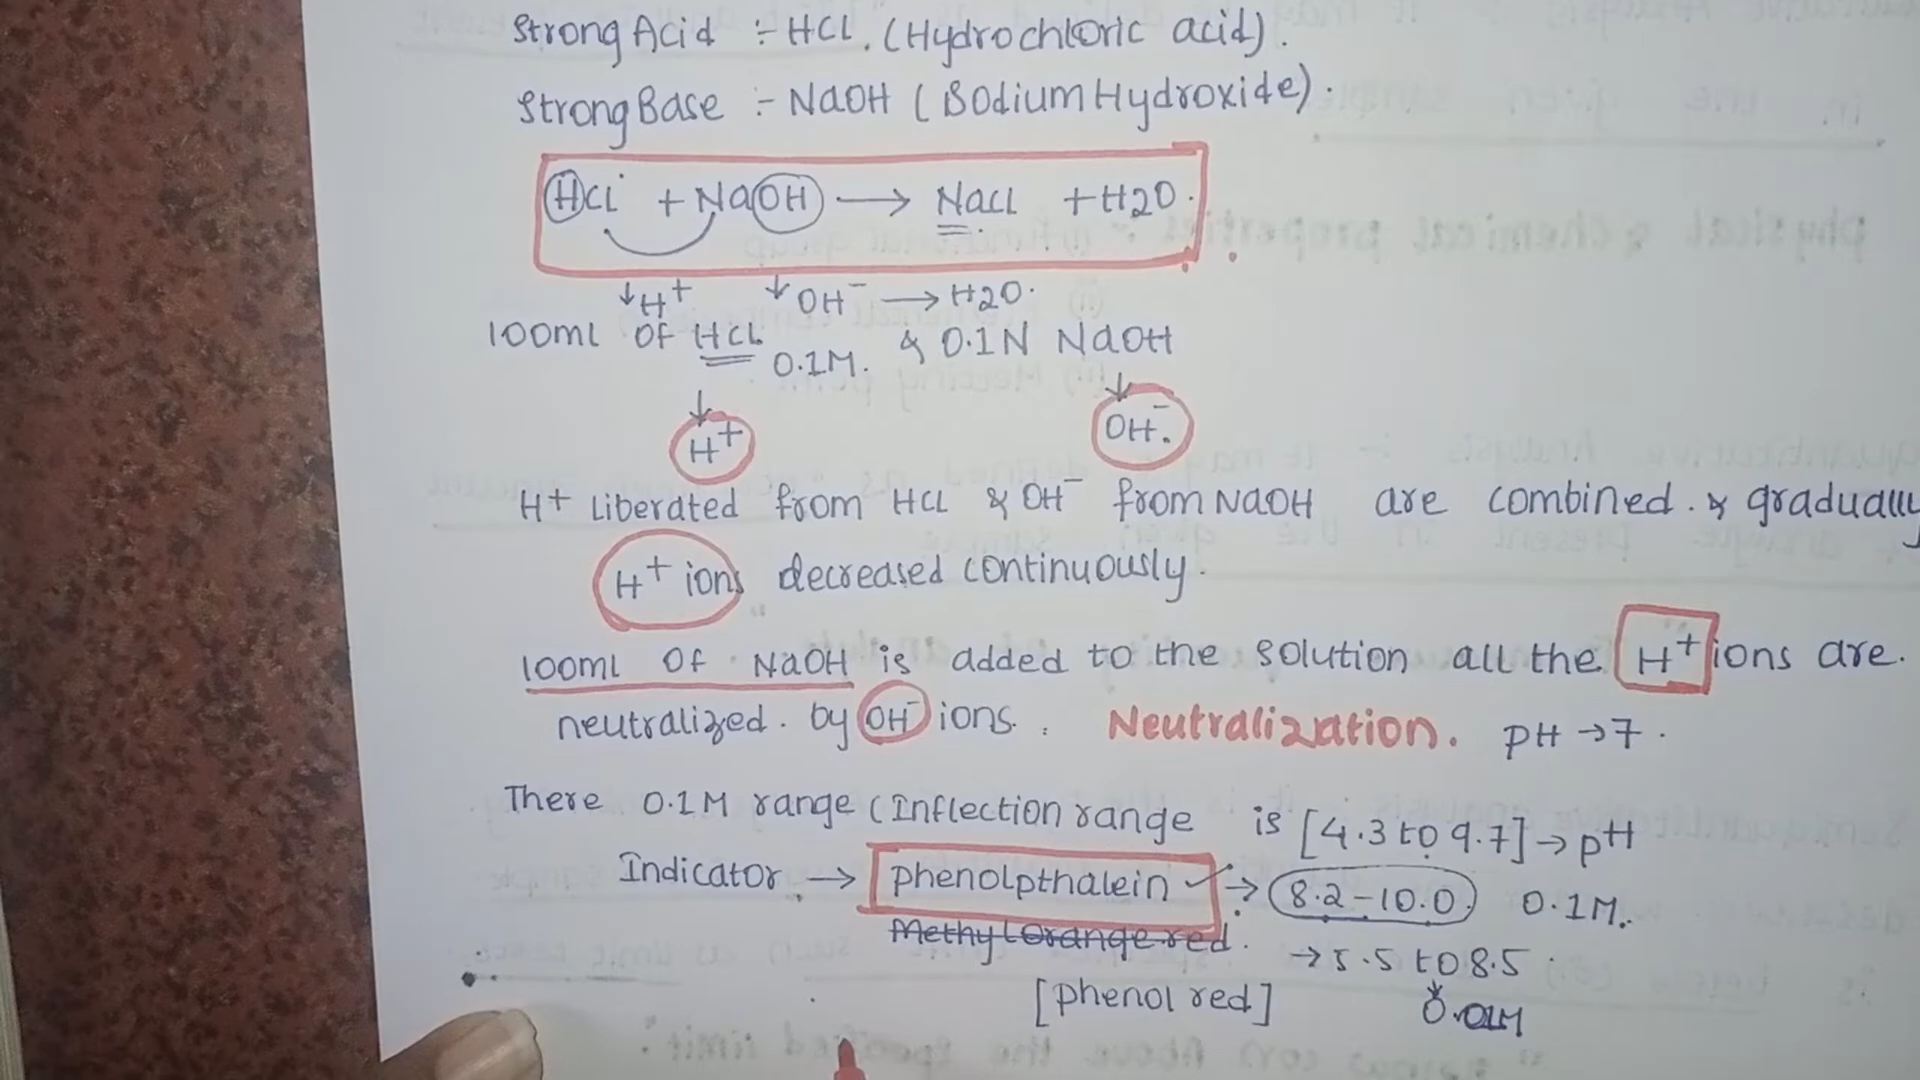 Strong Acid :- HCl. (Hydrochloric acid).
Strong Base :- NaOH (Sodium Hydroxide).
HCl + NaOH → NaCl + H2O.
↓H+ ↓OH- → H2O.
100ml of HCl 0.1M. & 0.1N NaOH
↓ ↓
H+ OH-.
H+ Liberated from HCl & OH- from NaOH are combined. & gradually
H+ ions decreased continuously.
100ml of NaOH is added to the solution all the H+ ions are.
neutralized. by OH- ions. Neutralization. pH → 7.
There 0.1M range (Inflection range is [4.3 to 9.7] → pH
Indicator → phenolpthalein ✓ → 8.2-10.0 0.1M.
Methyl orange red. → 5.5 to 8.5
[phenol red] ↓ 0.01M